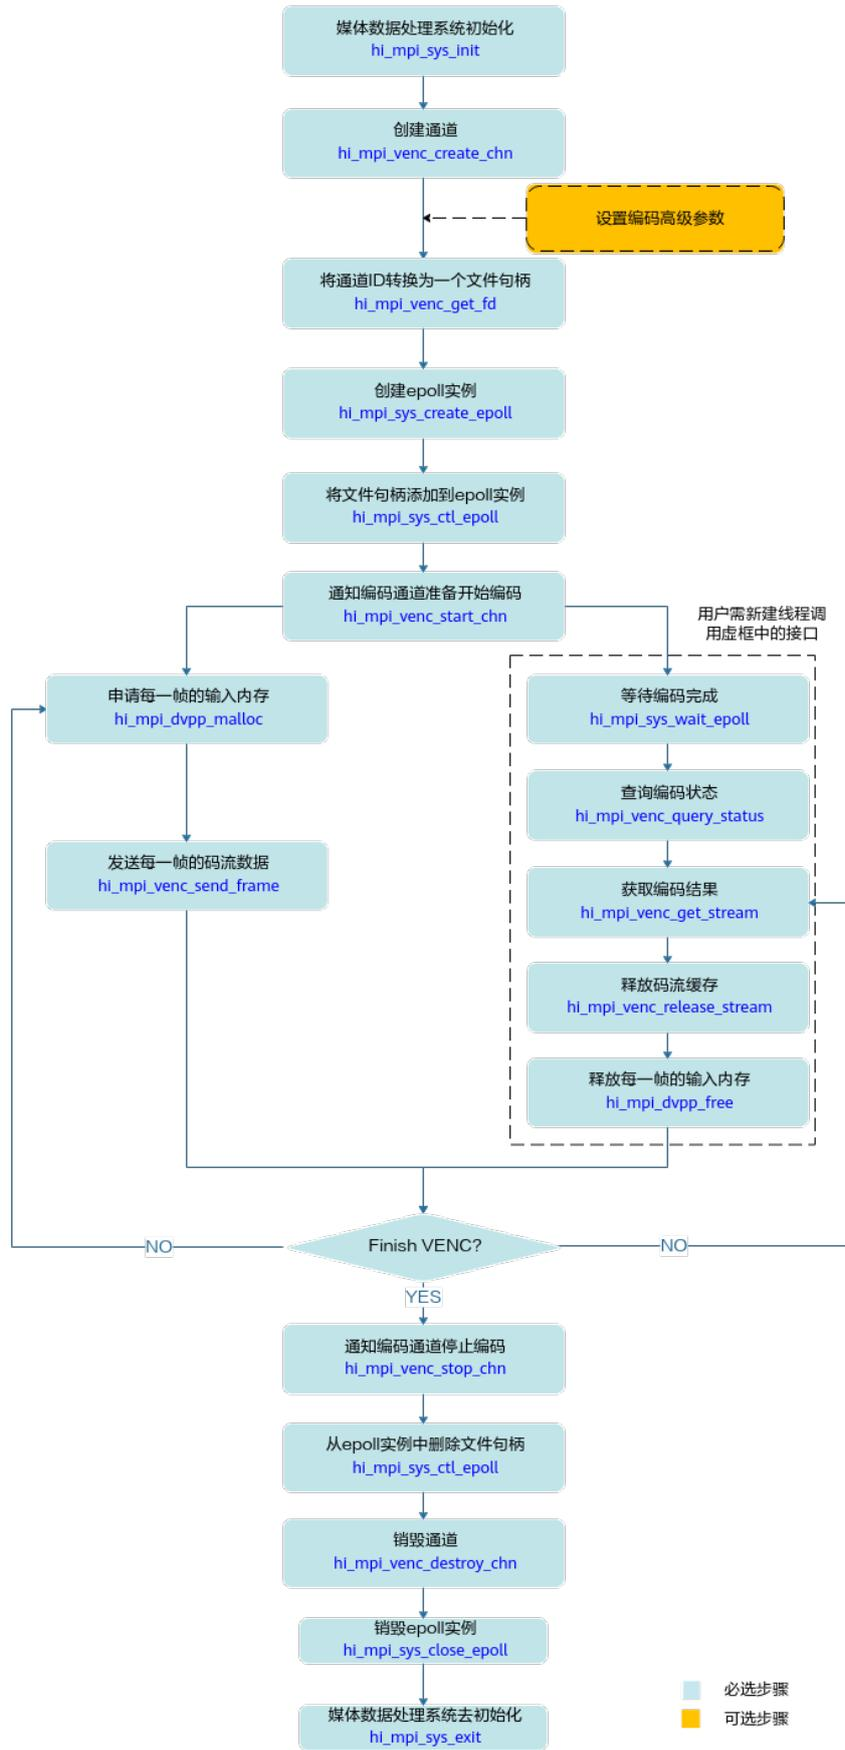 媒体数据处理系统初始化
hi_mpi_sys_init
创建通道
hi_mpi_venc_create_chn
设置编码高级参数
将通道ID转换为一个文件句柄
hi_mpi_venc_get_fd
创建epoll实例
hi_mpi_sys_create_epoll
将文件句柄添加到epoll实例
hi_mpi_sys_ctl_epoll
通知编码通道准备开始编码
hi_mpi_venc_start_chn
用户需新建线程调
用虚框中的接口
申请每一帧的输入内存
hi_mpi_dvpp_malloc
发送每一帧的码流数据
hi_mpi_venc_send_frame
等待编码完成
hi_mpi_sys_wait_epoll
查询编码状态
hi_mpi_venc_query_status
获取编码结果
hi_mpi_venc_get_stream
释放码流缓存
hi_mpi_venc_release_stream
释放每一帧的输入内存
hi_mpi_dvpp_free
NO
Finish VENC?
NO
YES
通知编码通道停止编码
hi_mpi_venc_stop_chn
从epoll实例中删除文件句柄
hi_mpi_sys_ctl_epoll
销毁通道
hi_mpi_venc_destroy_chn
销毁epoll实例
hi_mpi_sys_close_epoll
媒体数据处理系统去初始化
hi_mpi_sys_exit
必选步骤
可选步骤